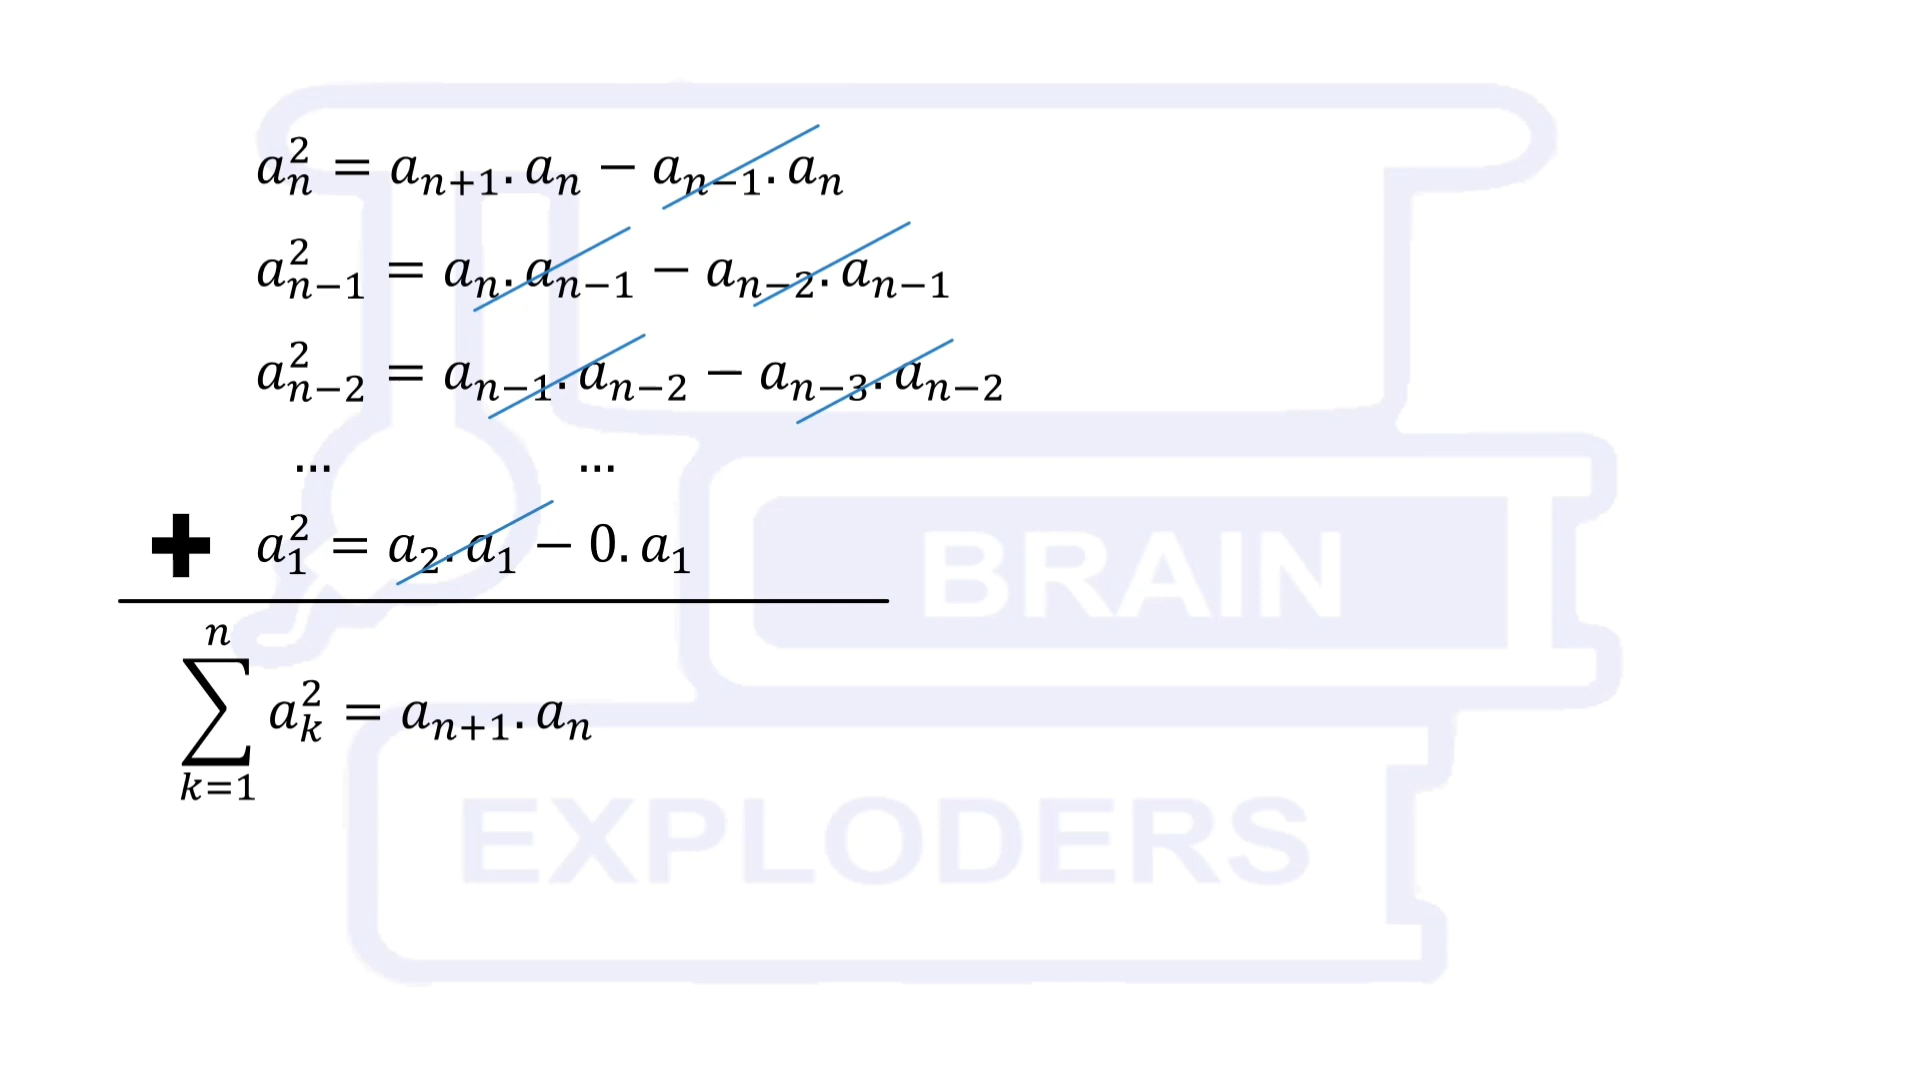 $a_n^2 = a_{n+1}.a_n - a_{n-1}.a_n$
$a_{n-1}^2 = a_n.a_{n-1} - a_{n-2}.a_{n-1}$
$a_{n-2}^2 = a_{n-1}.a_{n-2} - a_{n-3}.a_{n-2}$
... ...
+ $a_1^2 = a_2.a_1 - 0.a_1$
$\sum_{k=1}^{n} a_k^2 = a_{n+1}.a_n$
BRAIN
EXPLODERS